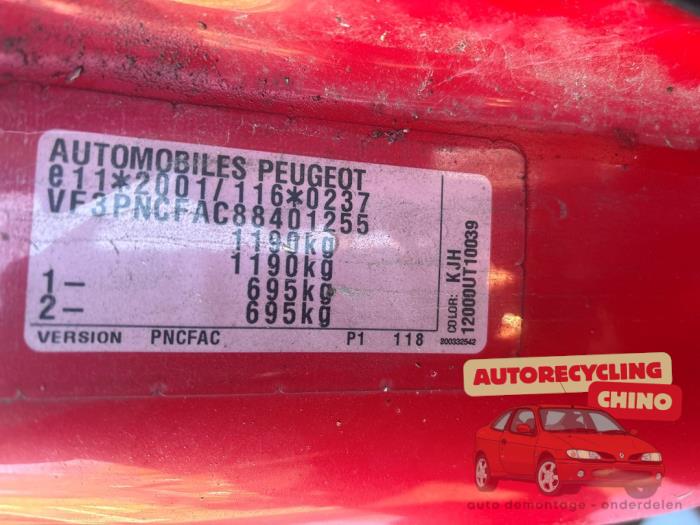 AUTOMOBILES PEUGEOT
e11*2001/116*0237
VF3PNCFAC88401255
1190kg
1190kg
1- 695kg
2- 695kg
VERSION PNCFAC P1 118
COLOR: KJH
12000UT10039
200332542
AUTORECYCLING
CHINO
auto demontage - onderdelen